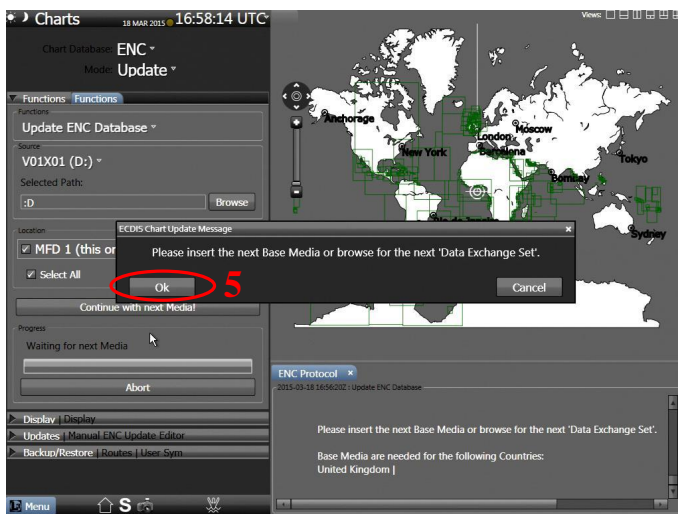 Charts 18 MAR 2015 16:58:14 UTC
Views:
Chart Database: ENC
Mode: Update
Functions Functions
Functions
Update ENC Database
Source
V01X01 (D:)
Selected Path:
:D Browse
Location
MFD 1 (this or
Select All
Continue with next Media!
Progress
Waiting for next Media
Abort
Display | Display
Updates | Manual ENC Update Editor
Backup/Restore | Routes | User Sym
Menu S
Anchorage
New York
London
Moscow
Barcelona
Bombay
Tokyo
Sydney
ECDIS Chart Update Message ×
Please insert the next Base Media or browse for the next 'Data Exchange Set'.
Ok 5 Cancel
ENC Protocol ×
2015-03-18 16:56:20Z : Update ENC Database
Please insert the next Base Media or browse for the next 'Data Exchange Set'.
Base Media are needed for the following Countries:
United Kingdom |